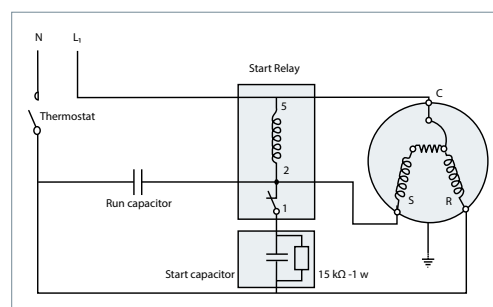 N L₁
Start Relay
C
5
Thermostat
2
S R
Run capacitor
1
Start capacitor 15 kΩ -1 w